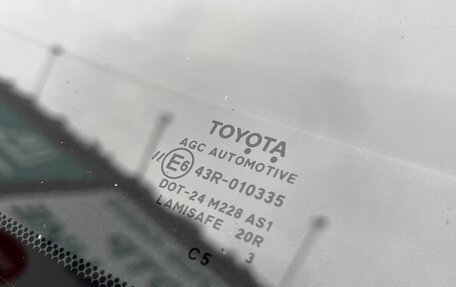 TOYOTA
AGC AUTOMOTIVE
// E6 43R-010335
DOT-24 M228 AS1
LAMISAFE 20R
C5 3